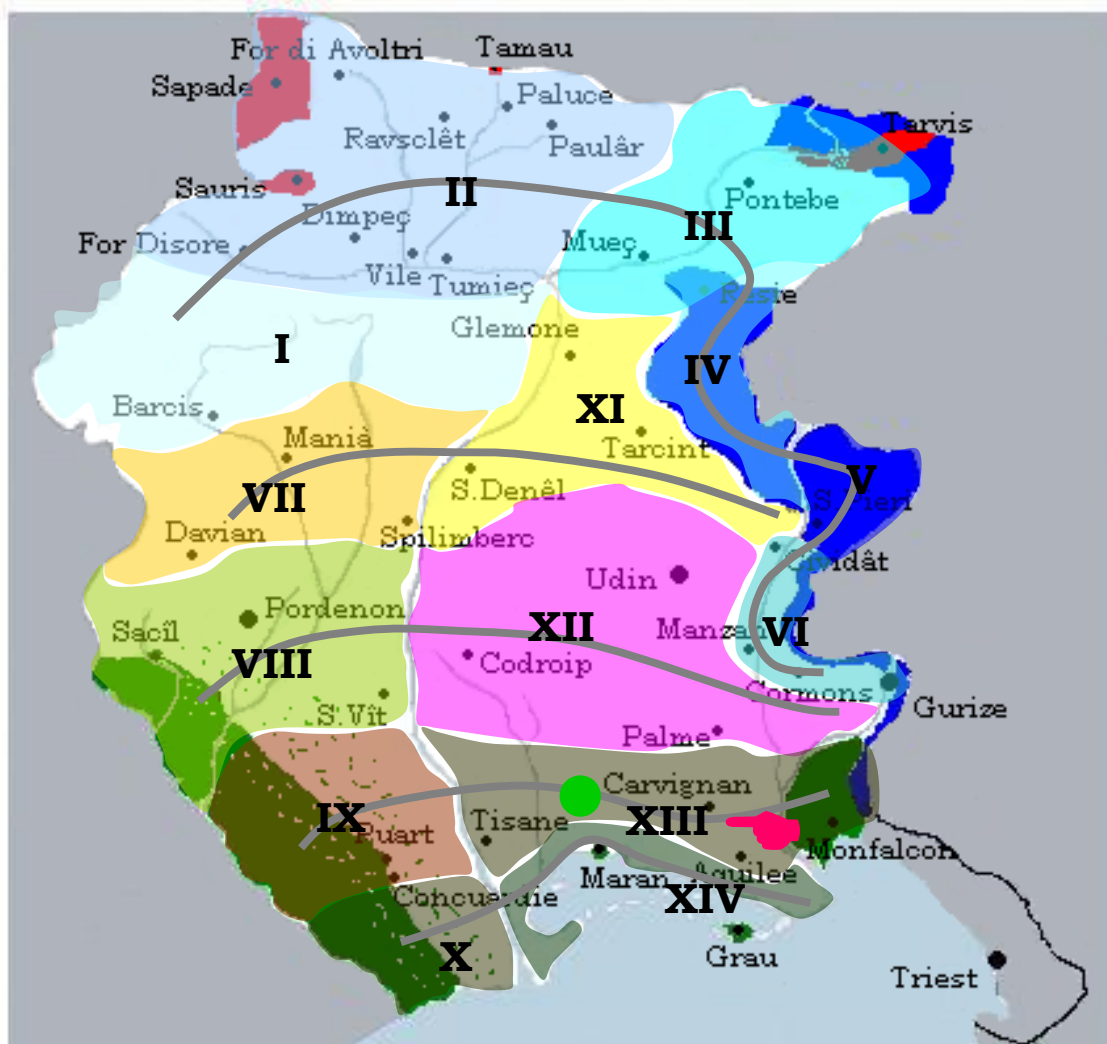 For di Avoltri
Tamau
Sapade
Paluce
Ravsclêt
Paulâr
Tarvis
Sauris
II
Pontebe
Dimpeç
III
For Disore
Mueç
Vile
Tumieç
Resie
Glemone
I
IV
Barcis
XI
Manià
Tarcint
VII
S.Denêl
V
S.Pieri
Davian
Spilimberc
Cividât
Udin
Pordenon
Sacîl
XII
Manzan
VI
VIII
Codroip
Cormons
S.Vît
Gurize
Palme
Carvignan
IX
Tisane
XIII
Puart
Monfalcon
Maran
Aquilee
Concuardie
XIV
X
Grau
Triest